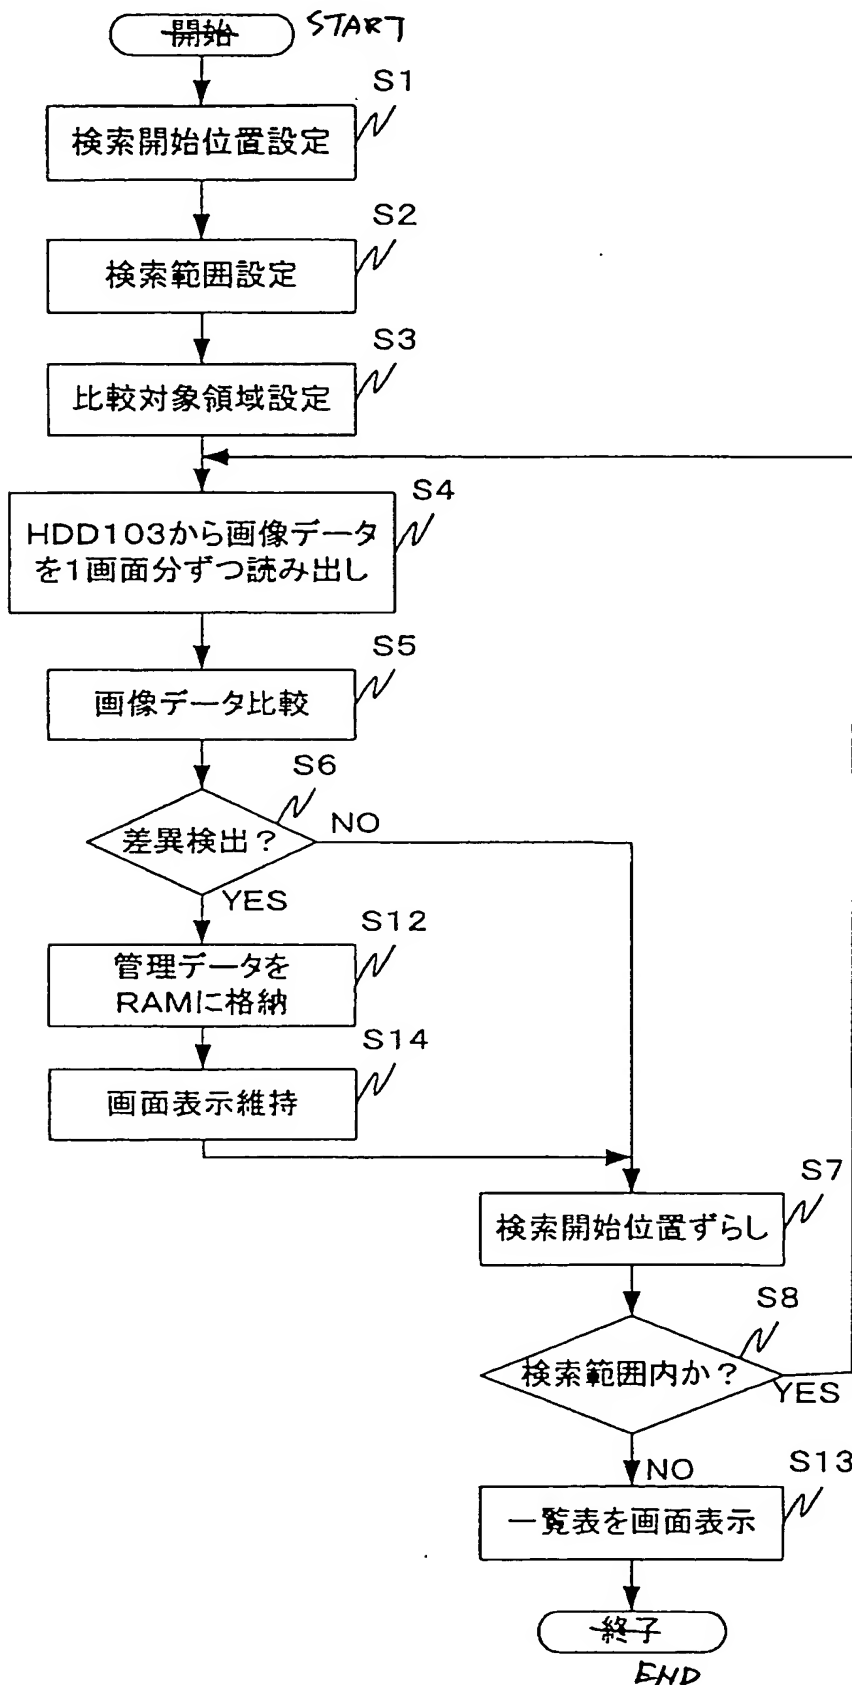 開始
START
S1
検索開始位置設定
S2
検索範囲設定
S3
比較対象領域設定
S4
HDD103から画像データ
を1画面分ずつ読み出し
S5
画像データ比較
S6
差異検出?
NO
YES
S12
管理データを
RAMに格納
S14
画面表示維持
S7
検索開始位置ずらし
S8
検索範囲内か?
YES
NO
S13
一覧表を画面表示
終了
END